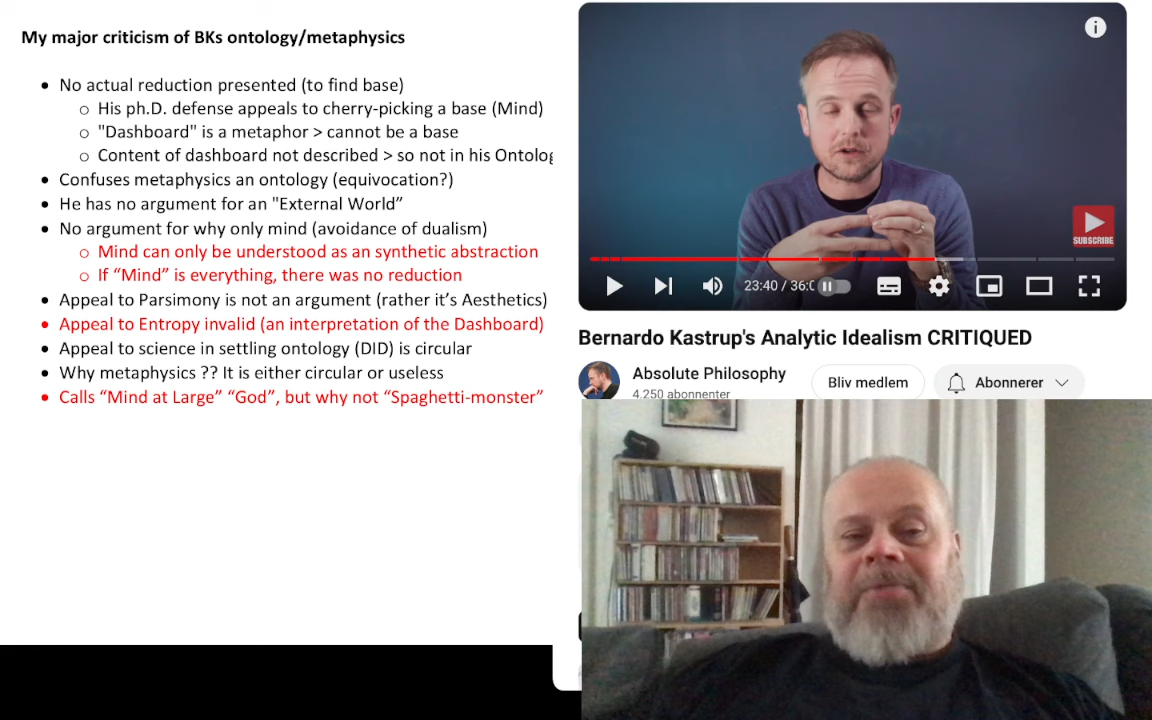 My major criticism of BKs ontology/metaphysics
• No actual reduction presented (to find base)
o His ph.D. defense appeals to cherry-picking a base (Mind)
o "Dashboard" is a metaphor > cannot be a base
o Content of dashboard not described > so not in his Ontolog
• Confuses metaphysics an ontology (equivocation?)
• He has no argument for an "External World”
• No argument for why only mind (avoidance of dualism)
o Mind can only be understood as an synthetic abstraction
o If “Mind” is everything, there was no reduction
• Appeal to Parsimony is not an argument (rather it’s Aesthetics)
• Appeal to Entropy invalid (an interpretation of the Dashboard)
• Appeal to science in settling ontology (DID) is circular
• Why metaphysics ?? It is either circular or useless
• Calls “Mind at Large” “God”, but why not “Spaghetti-monster”
SUBSCRIBE
23:40 / 36:0
Bernardo Kastrup's Analytic Idealism CRITIQUED
Absolute Philosophy
4.250 abonnenter
Bliv medlem
Abonnerer